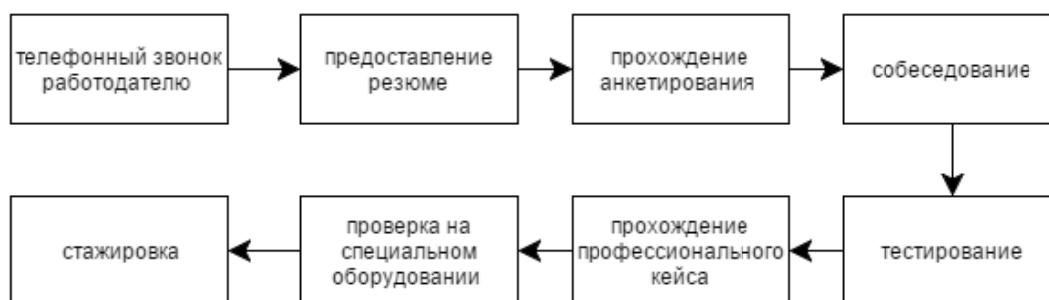 телефонный звонок
работодателю
предоставление
резюме
прохождение
анкетирования
собеседование
тестирование
прохождение
профессионального
кейса
проверка на
специальном
оборудовании
стажировка